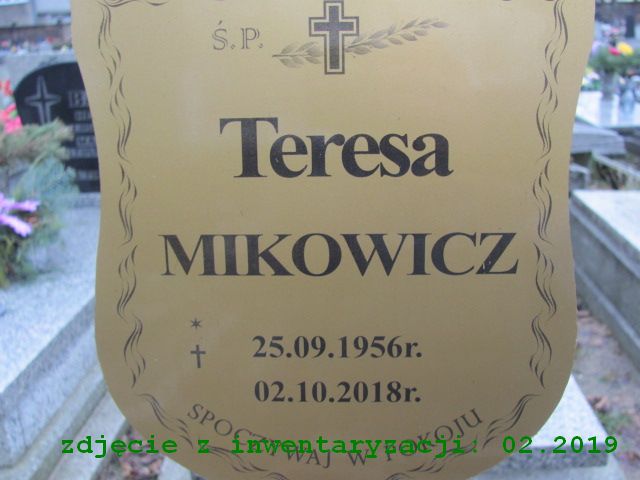 Ś.P.
Teresa
MIKOWICZ
* 25.09.1956r.
✝ 02.10.2018r.
SPOCZYWAJ W POKOJU
zdjęcie z inwentaryzacji: 02.2019